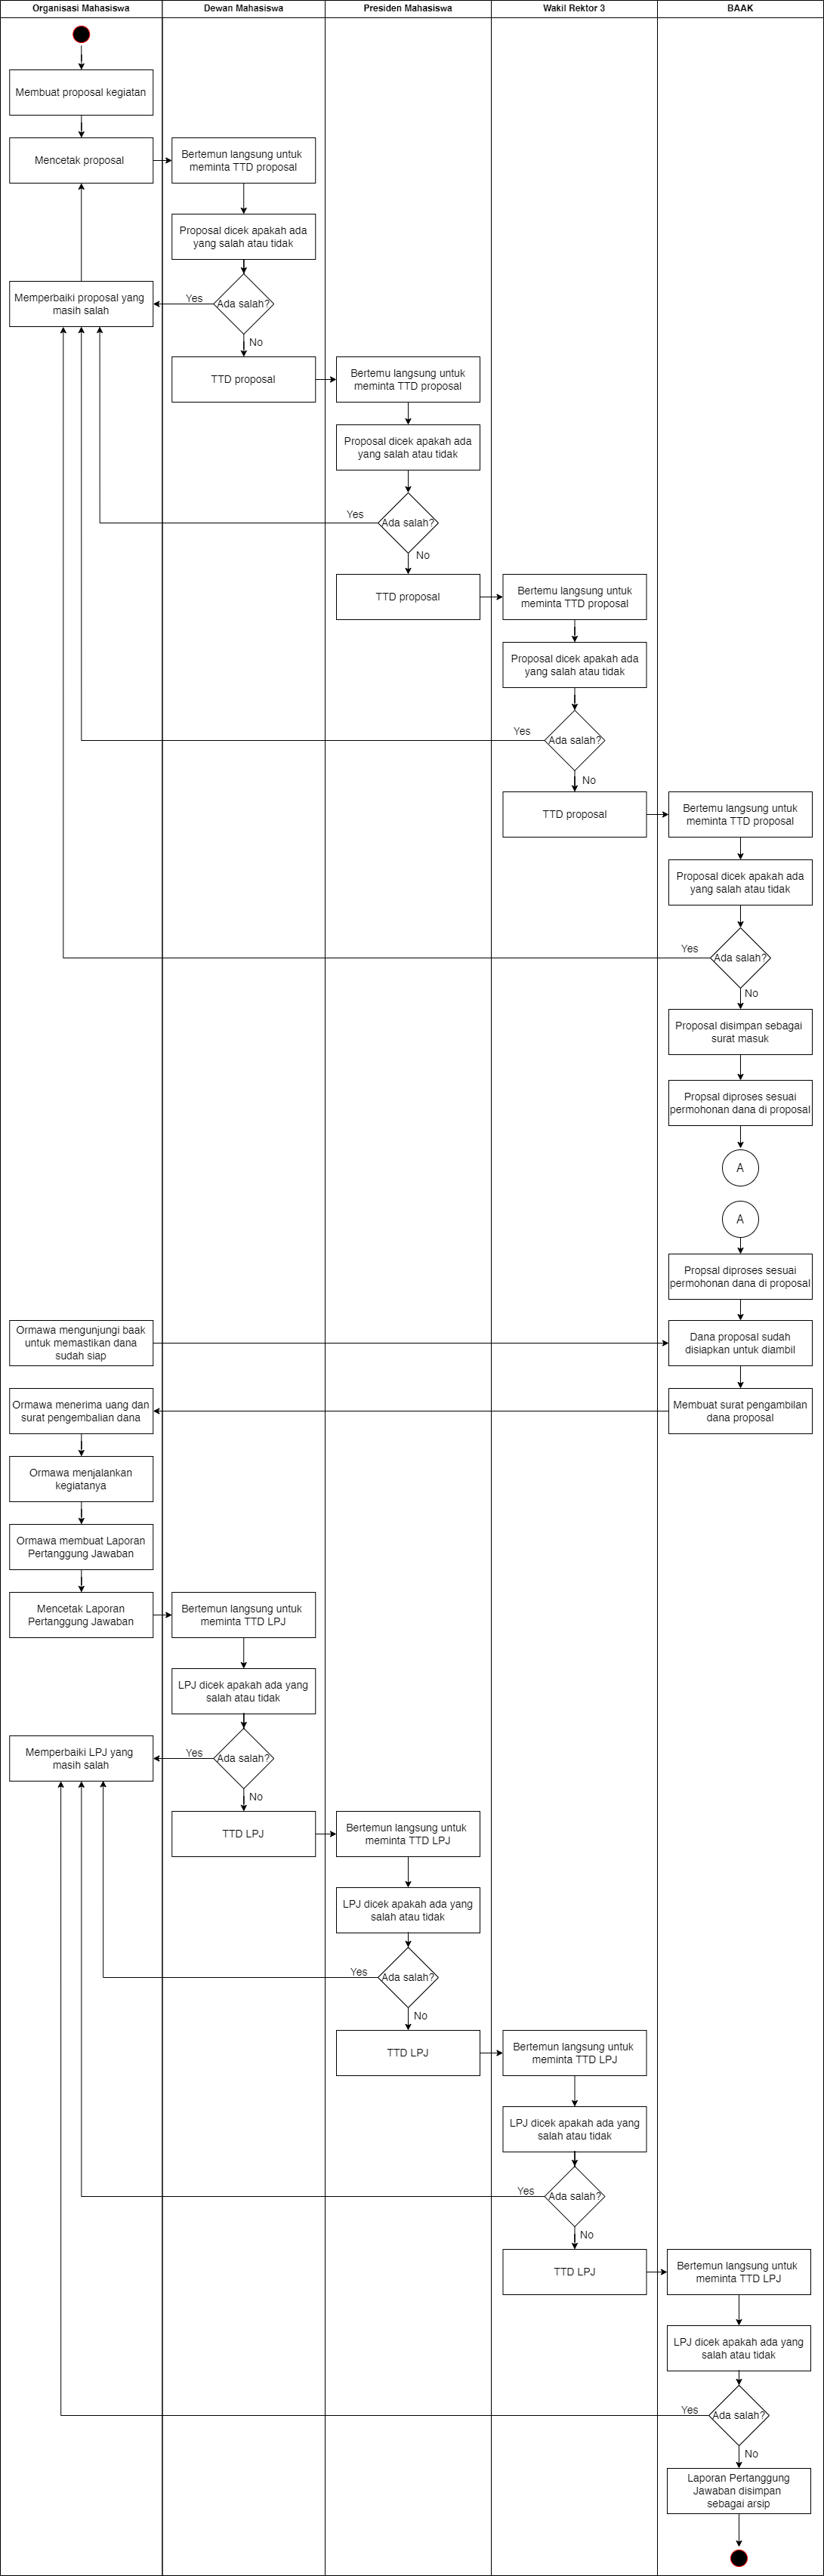 Organisasi Mahasiswa
Dewan Mahasiswa
Presiden Mahasiswa
Wakil Rektor 3
BAAK
Membuat proposal kegiatan
Mencetak proposal
Bertemun langsung untuk
meminta TTD proposal
Proposal dicek apakah ada
yang salah atau tidak
Memperbaiki proposal yang
masih salah
Yes
Ada salah?
No
TTD proposal
Bertemu langsung untuk
meminta TTD proposal
Proposal dicek apakah ada
yang salah atau tidak
Yes
Ada salah?
No
TTD proposal
Bertemu langsung untuk
meminta TTD proposal
Proposal dicek apakah ada
yang salah atau tidak
Yes
Ada salah?
No
TTD proposal
Bertemu langsung untuk
meminta TTD proposal
Proposal dicek apakah ada
yang salah atau tidak
Yes
Ada salah?
No
Proposal disimpan sebagai
surat masuk
Propsal diproses sesuai
permohonan dana di proposal
A
A
Propsal diproses sesuai
permohonan dana di proposal
Ormawa mengunjungi baak
untuk memastikan dana
sudah siap
Dana proposal sudah
disiapkan untuk diambil
Ormawa menerima uang dan
surat pengembalian dana
Membuat surat pengambilan
dana proposal
Ormawa menjalankan
kegiatanya
Ormawa membuat Laporan
Pertanggung Jawaban
Mencetak Laporan
Pertanggung Jawaban
Bertemun langsung untuk
meminta TTD LPJ
LPJ dicek apakah ada yang
salah atau tidak
Memperbaiki LPJ yang
masih salah
Yes
Ada salah?
No
TTD LPJ
Bertemun langsung untuk
meminta TTD LPJ
LPJ dicek apakah ada yang
salah atau tidak
Yes
Ada salah?
No
TTD LPJ
Bertemun langsung untuk
meminta TTD LPJ
LPJ dicek apakah ada yang
salah atau tidak
Yes
Ada salah?
No
TTD LPJ
Bertemun langsung untuk
meminta TTD LPJ
LPJ dicek apakah ada yang
salah atau tidak
Yes
Ada salah?
No
Laporan Pertanggung
Jawaban disimpan
sebagai arsip